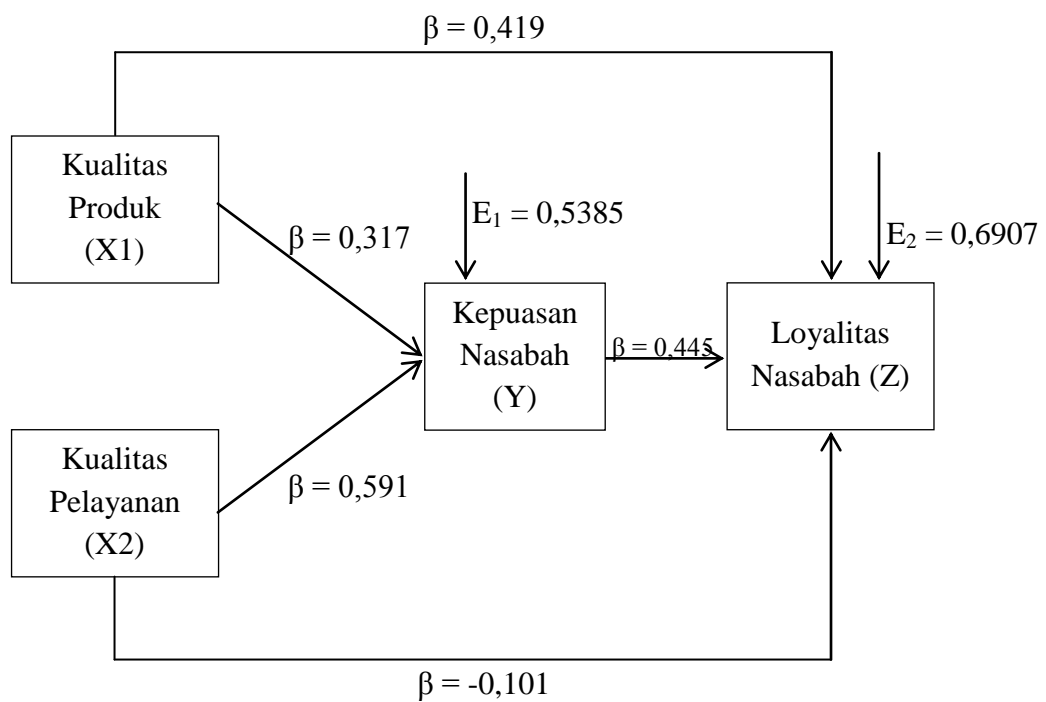 β = 0,419
Kualitas
Produk
(X1)
β = 0,317
E₁ = 0,5385
E₂ = 0,6907
Kepuasan
Nasabah
(Y)
β = 0,445
Loyalitas
Nasabah (Z)
Kualitas
Pelayanan
(X2)
β = 0,591
β = -0,101